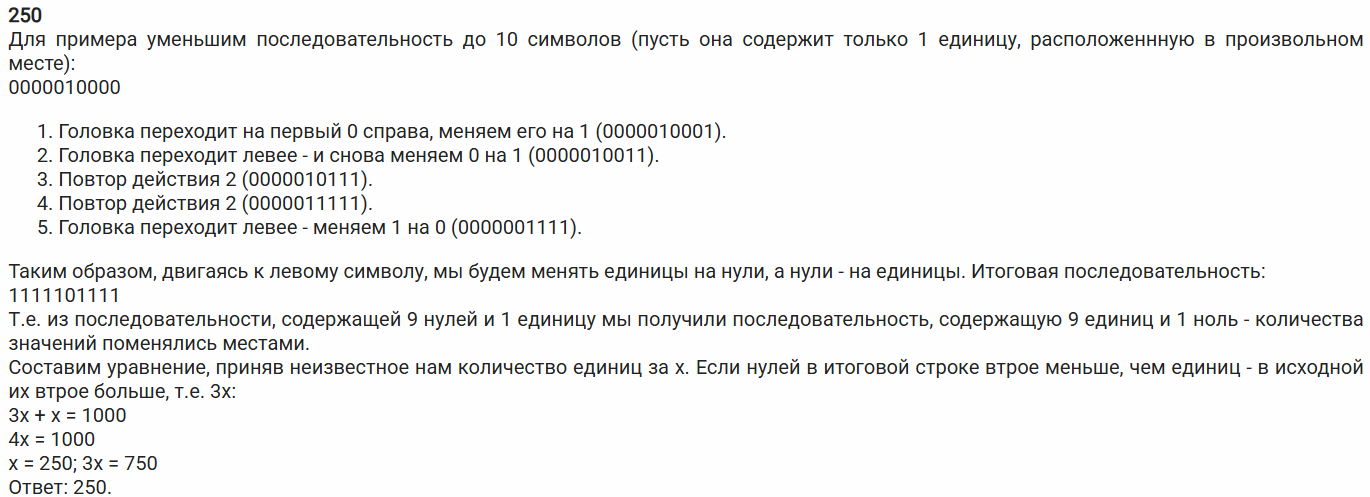 250
Для примера уменьшим последовательность до 10 символов (пусть она содержит только 1 единицу, расположеннную в произвольном
месте):
0000010000
1. Головка переходит на первый 0 справа, меняем его на 1 (0000010001).
2. Головка переходит левее - и снова меняем 0 на 1 (0000010011).
3. Повтор действия 2 (0000010111).
4. Повтор действия 2 (0000011111).
5. Головка переходит левее - меняем 1 на 0 (0000001111).
Таким образом, двигаясь к левому символу, мы будем менять единицы на нули, а нули - на единицы. Итоговая последовательность:
1111101111
Т.е. из последовательности, содержащей 9 нулей и 1 единицу мы получили последовательность, содержащую 9 единиц и 1 ноль - количества
значений поменялись местами.
Составим уравнение, приняв неизвестное нам количество единиц за х. Если нулей в итоговой строке втрое меньше, чем единиц - в исходной
их втрое больше, т.е. 3х:
3х + х = 1000
4х = 1000
х = 250; 3х = 750
Ответ: 250.